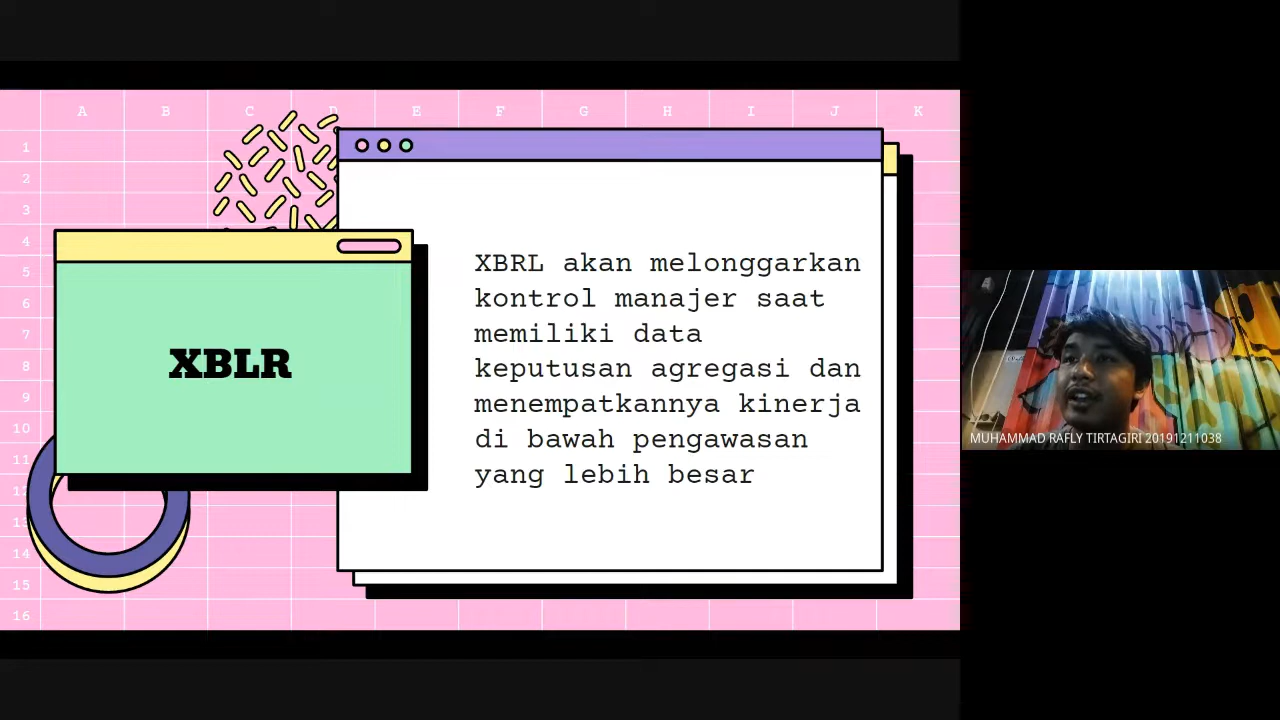 A B C D E F G H I J K
1
2
3
4
5
6
7
8
9
10
11
12
13
14
15
16
XBLR
XBRL akan melonggarkan
kontrol manajer saat
memiliki data
keputusan agregasi dan
menempatkannya kinerja
di bawah pengawasan
yang lebih besar
MUHAMMAD RAFLY TIRTAGIRI 20191211038